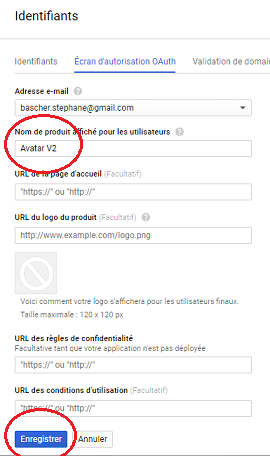 Identifiants
Identifiants Écran d'autorisation OAuth Validation de domai
Adresse e-mail
bascher.stephane@gmail.com
Nom de produit affiché pour les utilisateurs
Avatar V2
URL de la page d'accueil (Facultatif)
"https://" ou "http://"
URL du logo du produit (Facultatif)
http://www.example.com/logo.png
Voici comment votre logo s'affichera pour les utilisateurs finaux.
Taille maximale : 120 x 120 px
URL des règles de confidentialité
Facultative tant que votre application n'est pas déployée
"https://" ou "http://"
URL des conditions d'utilisation (Facultatif)
"https://" ou "http://"
Enregistrer Annuler